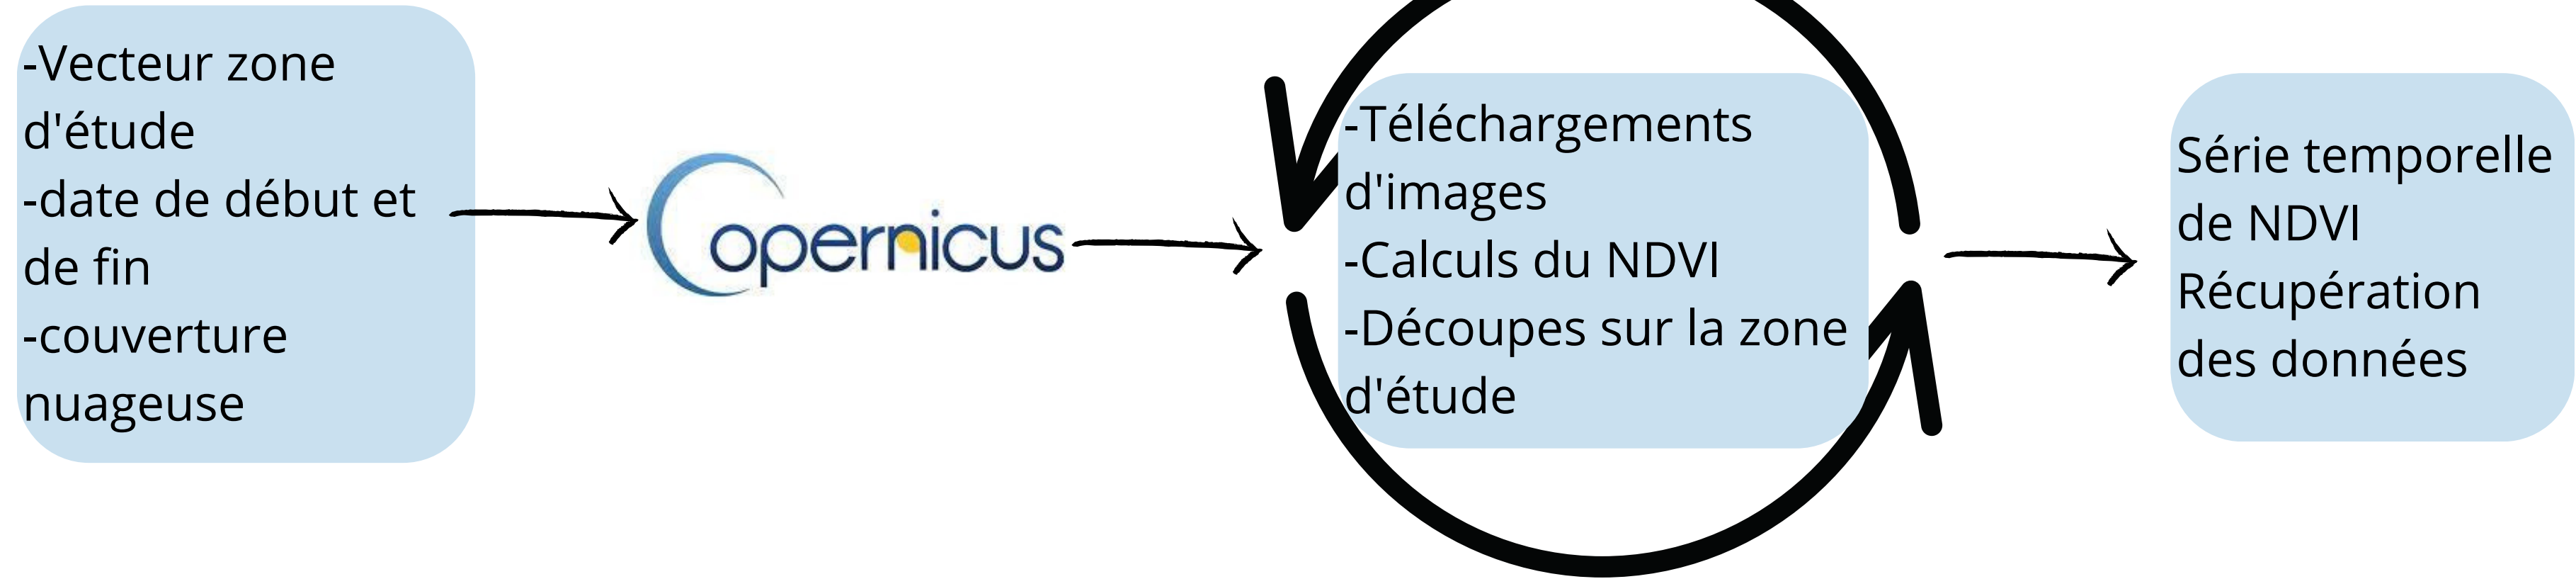 -Vecteur zone
d'étude
-date de début et
de fin
-couverture
nuageuse
Copernicus
-Téléchargements
d'images
-Calculs du NDVI
-Découpes sur la zone
d'étude
Série temporelle
de NDVI
Récupération
des données